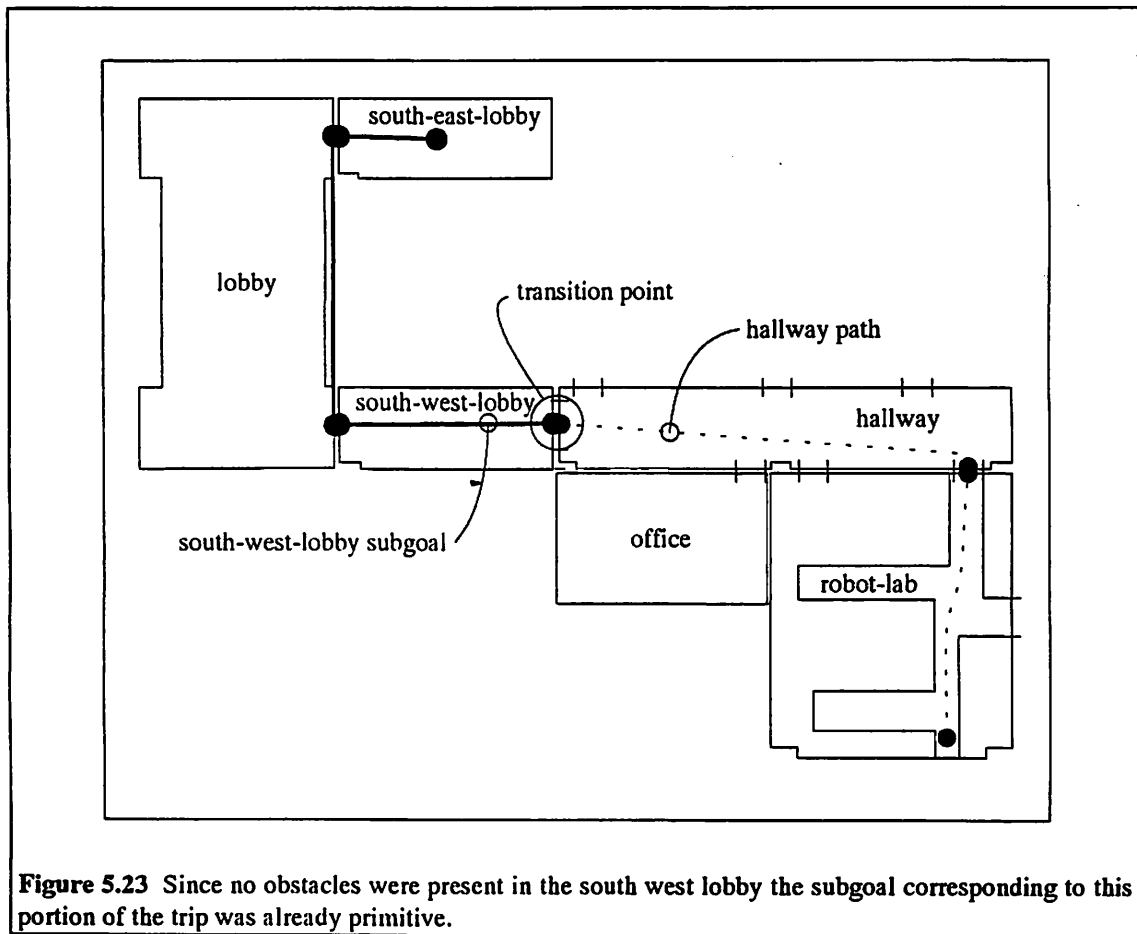 south-east-lobby
lobby
transition point
hallway path
south-west-lobby
hallway
south-west-lobby subgoal
office
robot-lab
Figure 5.23 Since no obstacles were present in the south west lobby the subgoal corresponding to this
portion of the trip was already primitive.